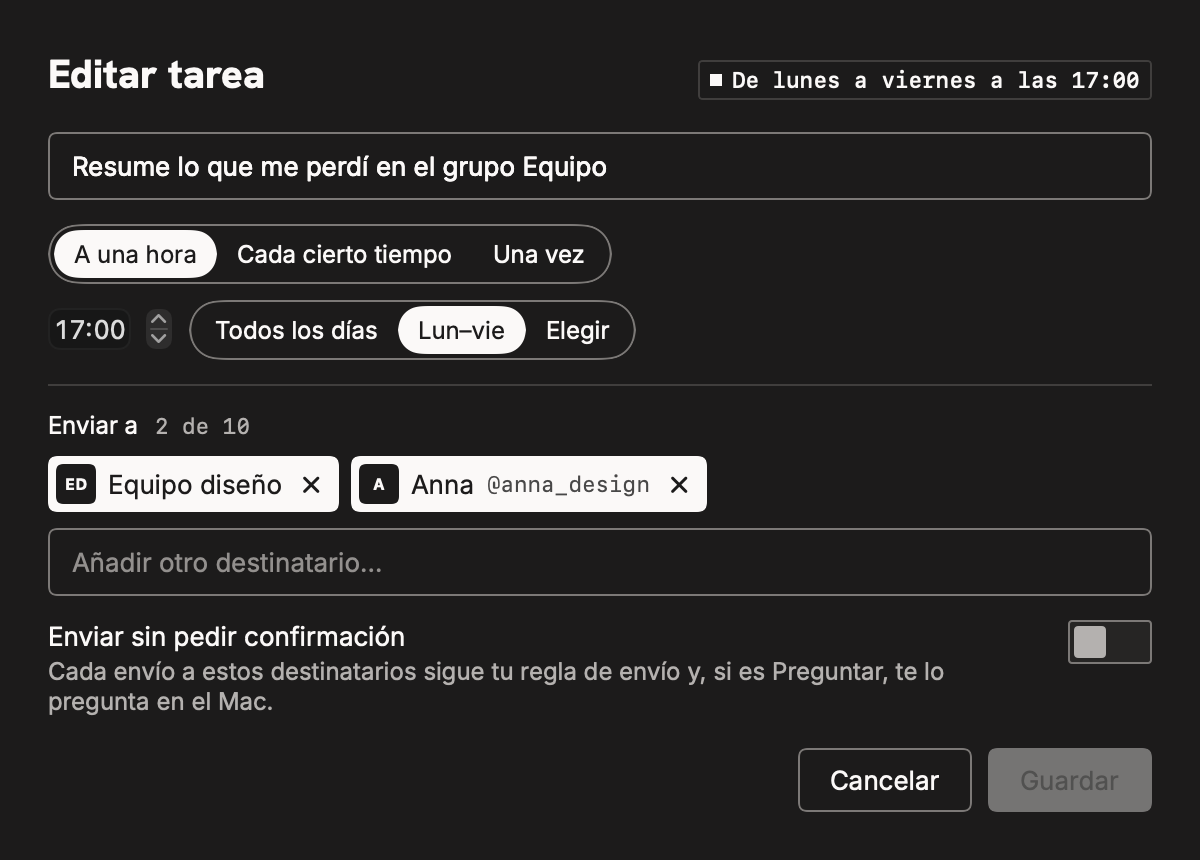 Editar tarea
De lunes a viernes a las 17:00
Resume lo que me perdí en el grupo Equipo
A una hora Cada cierto tiempo Una vez
17:00 Todos los días Lun–vie Elegir
Enviar a 2 de 10
ED Equipo diseño × A Anna @anna_design ×
Añadir otro destinatario...
Enviar sin pedir confirmación
Cada envío a estos destinatarios sigue tu regla de envío y, si es Preguntar, te lo
pregunta en el Mac.
Cancelar Guardar